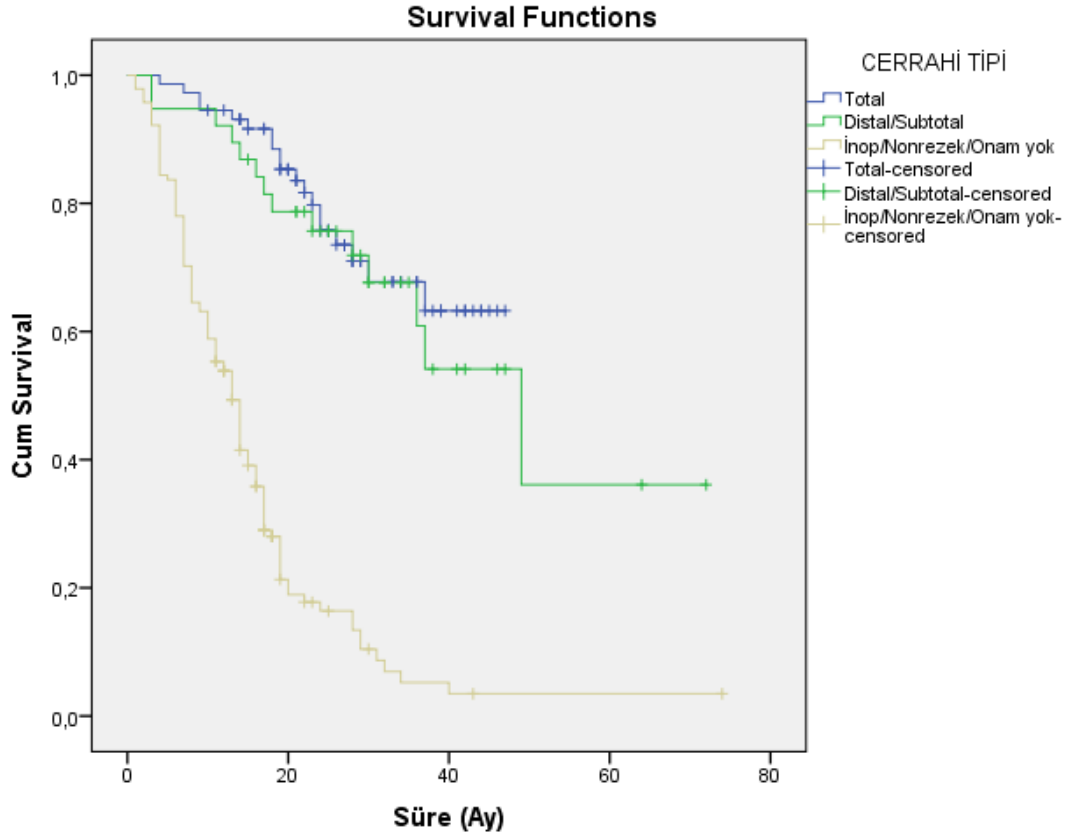 Survival Functions
CERRAHİ TİPİ
Total
Distal/Subtotal
İnop/Nonrezek/Onam yok
Total-censored
Distal/Subtotal-censored
İnop/Nonrezek/Onam yok-
censored
Cum Survival
1,0
0,8
0,6
0,4
0,2
0,0
0
20
40
60
80
Süre (Ay)